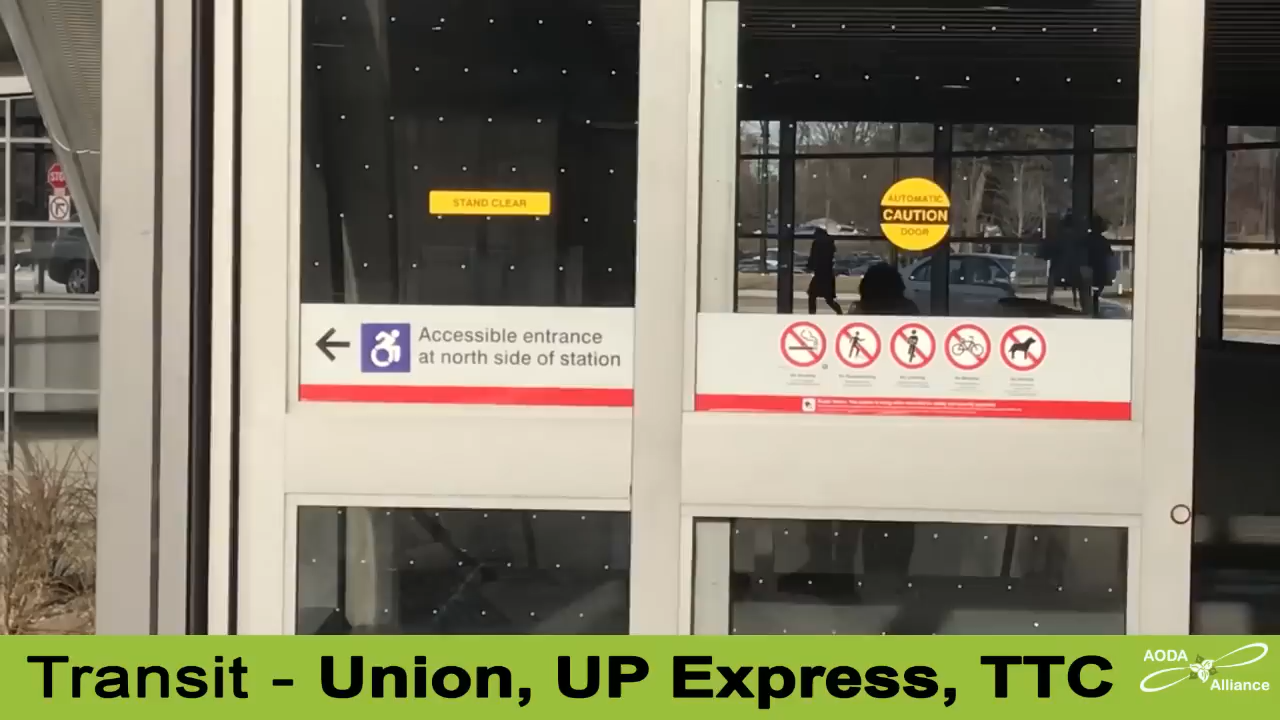 STOP
STAND CLEAR
AUTOMATIC
CAUTION
DOOR
Accessible entrance
at north side of station
Transit - Union, UP Express, TTC
AODA
Alliance